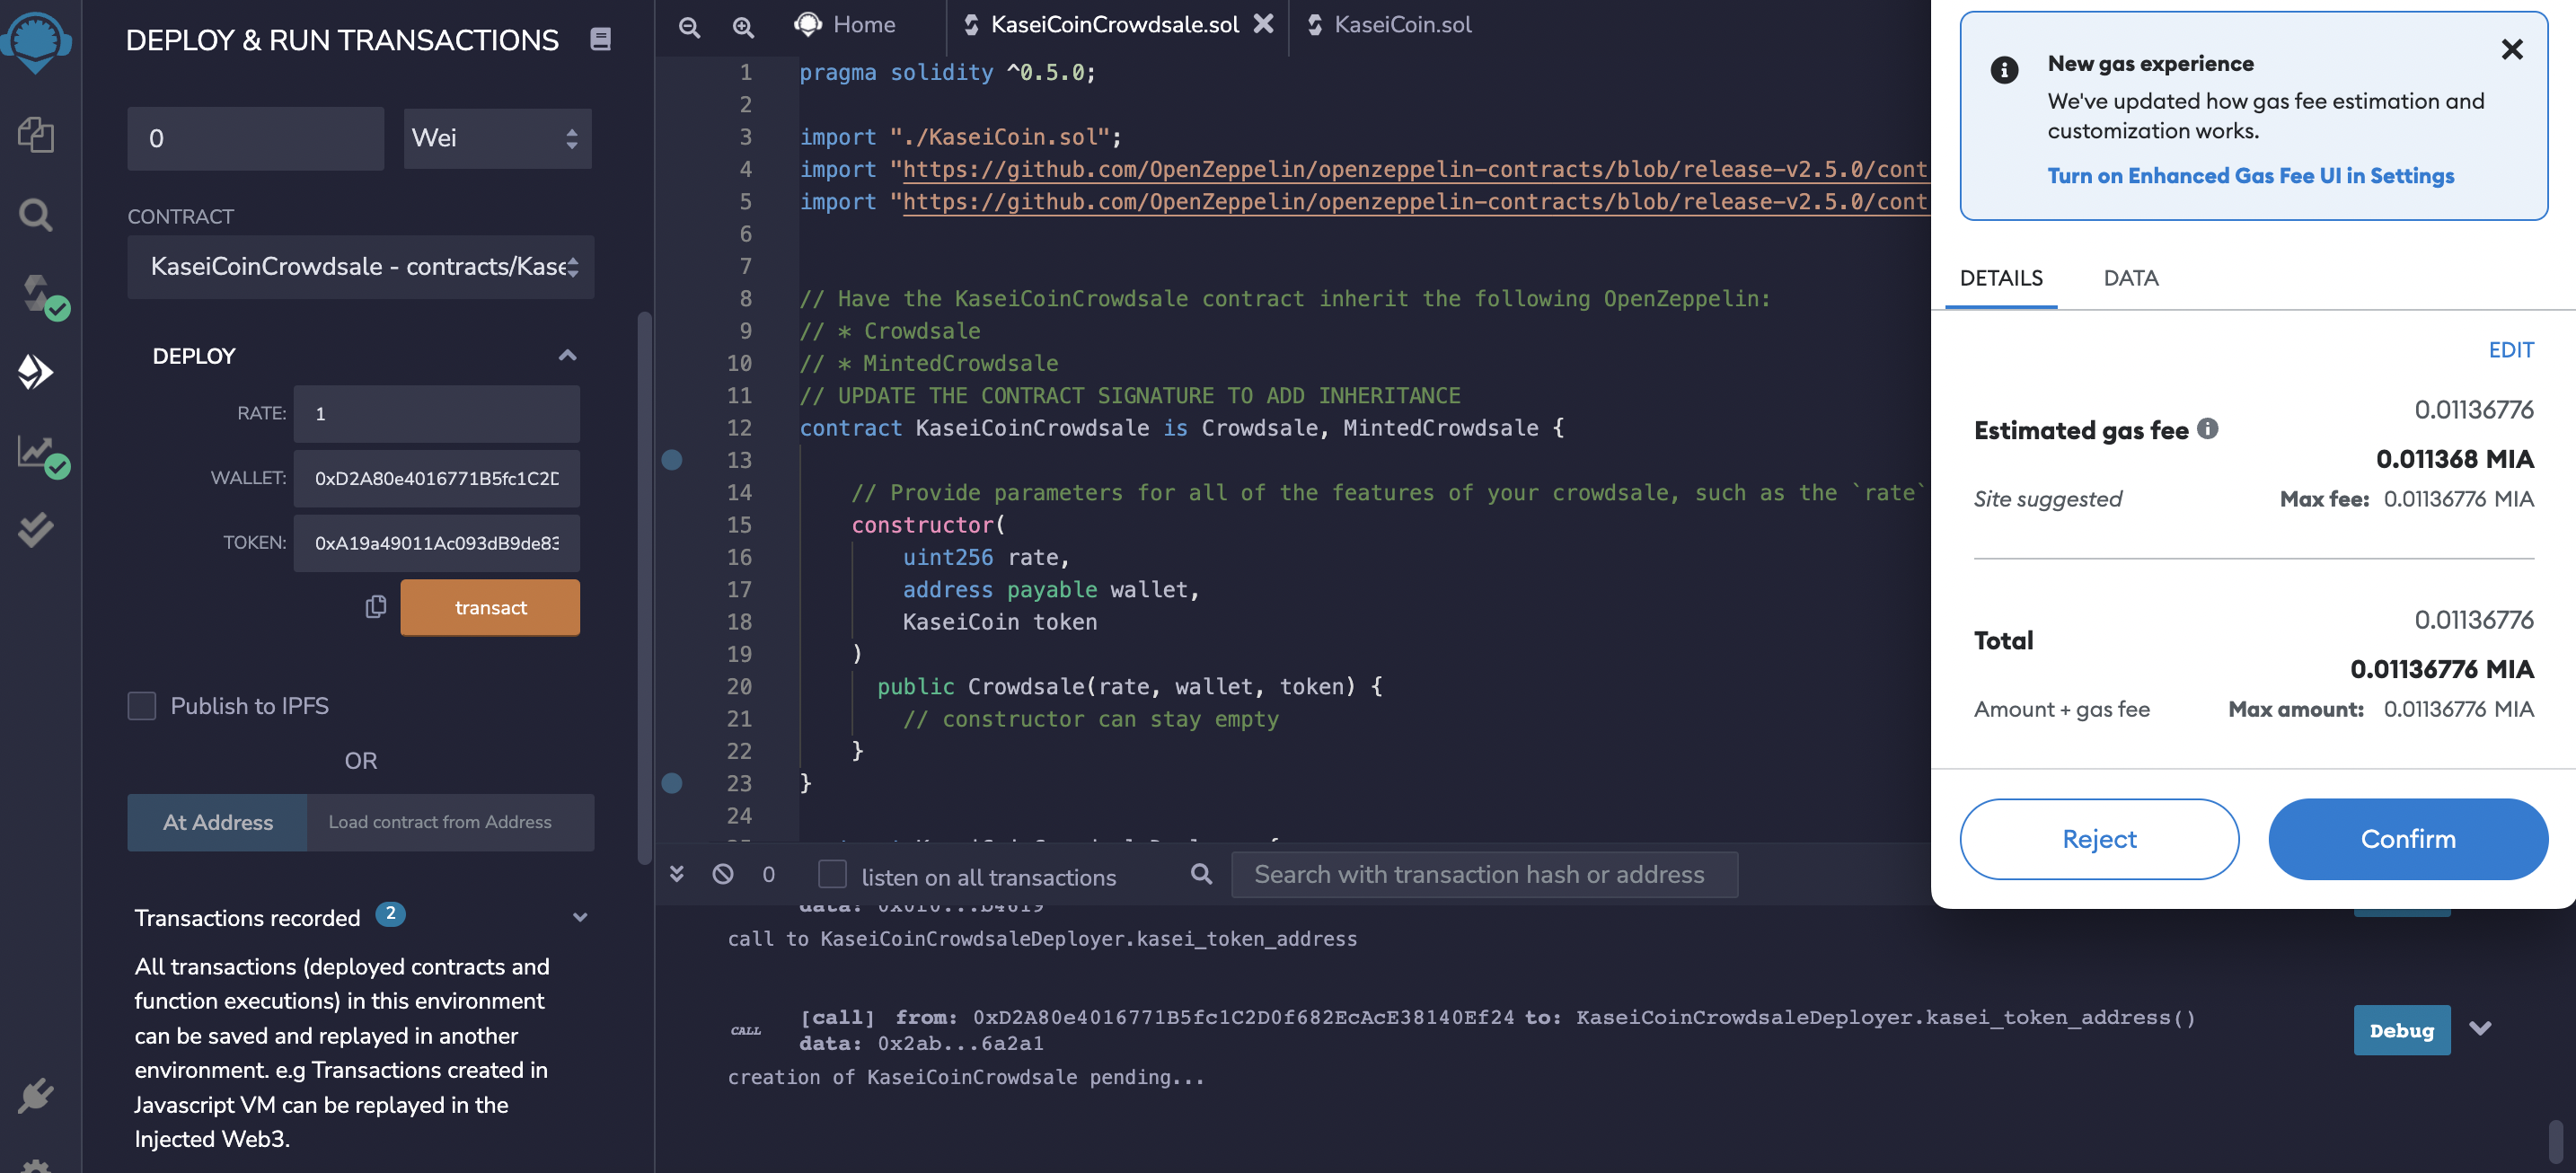 DEPLOY & RUN TRANSACTIONS
0
Wei
CONTRACT
KaseiCoinCrowdsale - contracts/Kase
DEPLOY
RATE: 1
WALLET: 0xD2A80e4016771B5fc1C2D
TOKEN: 0xA19a49011Ac093dB9de83
transact
Publish to IPFS
OR
At Address
Load contract from Address
Transactions recorded 2
All transactions (deployed contracts and
function executions) in this environment
can be saved and replayed in another
environment. e.g Transactions created in
Javascript VM can be replayed in the
Injected Web3.
Home
KaseiCoinCrowdsale.sol
KaseiCoin.sol
1 pragma solidity ^0.5.0;
2
3 import "./KaseiCoin.sol";
4 import "https://github.com/OpenZeppelin/openzeppelin-contracts/blob/release-v2.5.0/cont
5 import "https://github.com/OpenZeppelin/openzeppelin-contracts/blob/release-v2.5.0/cont
6
7
8 // Have the KaseiCoinCrowdsale contract inherit the following OpenZeppelin:
9 // * Crowdsale
10 // * MintedCrowdsale
11 // UPDATE THE CONTRACT SIGNATURE TO ADD INHERITANCE
12 contract KaseiCoinCrowdsale is Crowdsale, MintedCrowdsale {
13
14 // Provide parameters for all of the features of your crowdsale, such as the `rate`
15 constructor(
16 uint256 rate,
17 address payable wallet,
18 KaseiCoin token
19 )
20 public Crowdsale(rate, wallet, token) {
21 // constructor can stay empty
22 }
23 }
24
0
listen on all transactions
Search with transaction hash or address
call to KaseiCoinCrowdsaleDeployer.kasei_token_address
CALL
[call] from: 0xD2A80e4016771B5fc1C2D0f682EcAcE38140Ef24 to: KaseiCoinCrowdsaleDeployer.kasei_token_address()
data: 0x2ab...6a2a1
Debug
creation of KaseiCoinCrowdsale pending...
New gas experience
We've updated how gas fee estimation and
customization works.
Turn on Enhanced Gas Fee UI in Settings
DETAILS
DATA
EDIT
0.01136776
Estimated gas fee
0.011368 MIA
Site suggested
Max fee: 0.01136776 MIA
0.01136776
Total
0.01136776 MIA
Amount + gas fee
Max amount: 0.01136776 MIA
Reject
Confirm